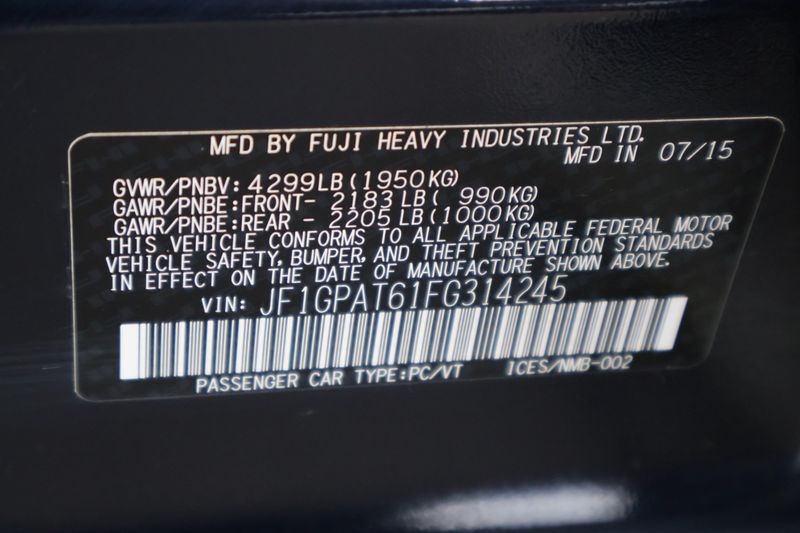 MFD BY FUJI HEAVY INDUSTRIES LTD.
MFD IN 07/15
GVWR/PNBV: 4299LB(1950KG)
GAWR/PNBE:FRONT- 2183LB( 990KG)
GAWR/PNBE:REAR - 2205LB(1000KG)
THIS VEHICLE CONFORMS TO ALL APPLICABLE FEDERAL MOTOR
VEHICLE SAFETY, BUMPER, AND THEFT PREVENTION STANDARDS
IN EFFECT ON THE DATE OF MANUFACTURE SHOWN ABOVE.
VIN: JF1GPAT61FG314245
PASSENGER CAR TYPE:PC/VT ICES/NMB-002